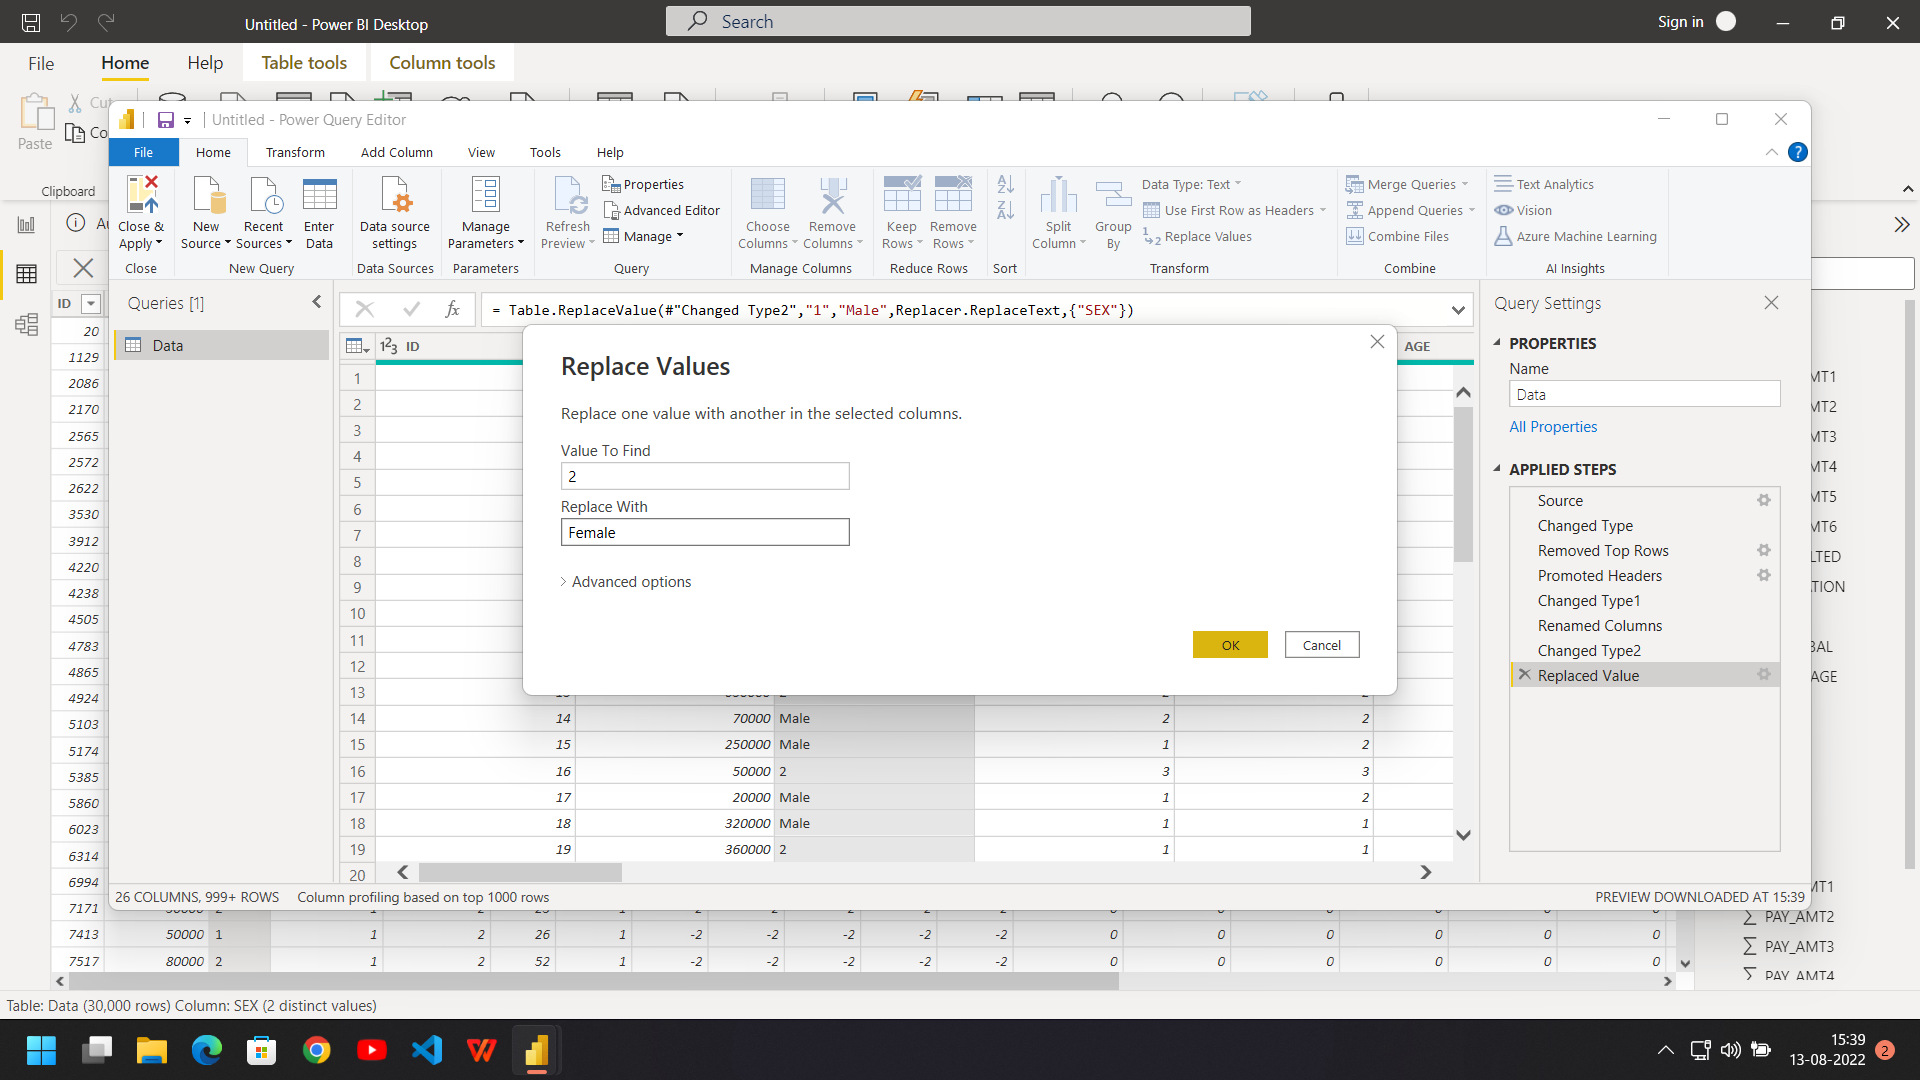 Untitled - Power BI Desktop
Search
Sign in
File
Home
Help
Table tools
Column tools
Paste
Clipboard
Untitled - Power Query Editor
File
Home
Transform
Add Column
View
Tools
Help
Close & Apply
Close
New Source
Recent Sources
Enter Data
New Query
Data source settings
Data Sources
Manage Parameters
Parameters
Refresh Preview
Properties
Advanced Editor
Manage
Query
Choose Columns
Remove Columns
Manage Columns
Keep Rows
Remove Rows
Reduce Rows
Sort
Split Column
Group By
Data Type: Text
Use First Row as Headers
Replace Values
Transform
Merge Queries
Append Queries
Combine Files
Combine
Text Analytics
Vision
Azure Machine Learning
AI Insights
Queries [1]
Data
= Table.ReplaceValue(#"Changed Type2","1","Male",Replacer.ReplaceText,{"SEX"})
ID
AGE
Replace Values
Replace one value with another in the selected columns.
Value To Find
2
Replace With
Female
Advanced options
OK
Cancel
1
2
3
4
5
6
7
8
9
10
11
12
13
14 14 70000 Male 2 2
15 15 250000 Male 1 2
16 16 50000 2 3 3
17 17 20000 Male 1 2
18 18 320000 Male 1 1
19 19 360000 2 1 1
20
26 COLUMNS, 999+ ROWS
Column profiling based on top 1000 rows
PREVIEW DOWNLOADED AT 15:39
Query Settings
PROPERTIES
Name
Data
All Properties
APPLIED STEPS
Source
Changed Type
Removed Top Rows
Promoted Headers
Changed Type1
Renamed Columns
Changed Type2
Replaced Value
ID
20
1129
2086
2170
2565
2572
2622
3530
3912
4220
4238
4505
4783
4865
4924
5103
5174
5385
5860
6023
6314
6994
7171
7413 50000 1 1 2 26 1 -2 -2 -2 -2 -2 0 0 0 0 0 0
7517 80000 2 1 2 52 1 -2 -2 -2 -2 -2 0 0 0 0 0 0
PAY_AMT2
PAY_AMT3
PAY_AMT4
Table: Data (30,000 rows) Column: SEX (2 distinct values)
15:39
13-08-2022
2